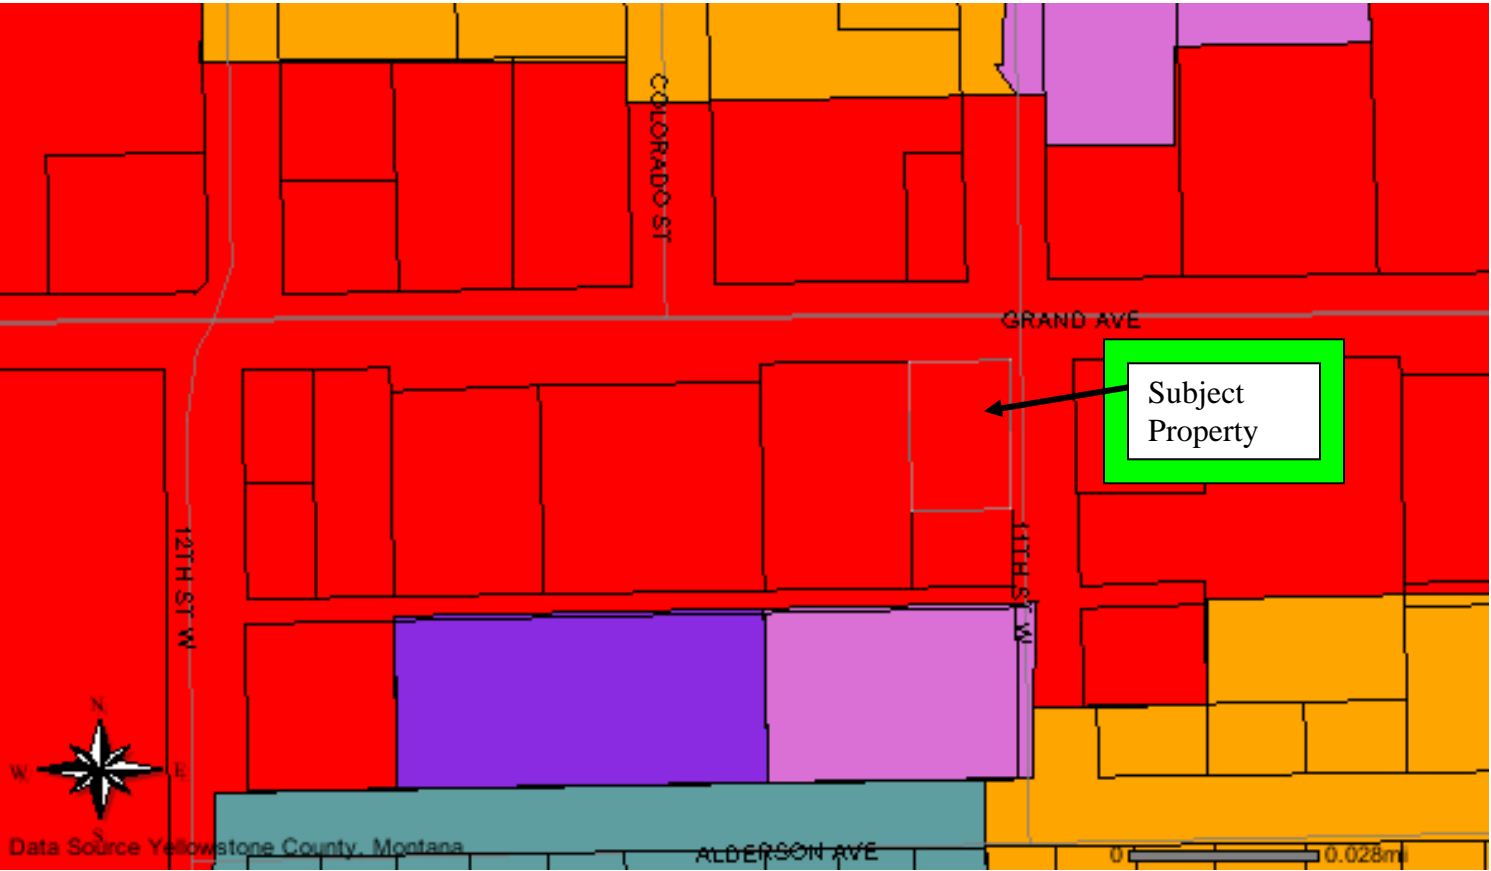 COLORADO ST
GRAND AVE
Subject
Property
12TH ST W
11TH ST W
N
W
E
S
Data Source Yellowstone County, Montana
ALDERSON AVE
0
0.028mi